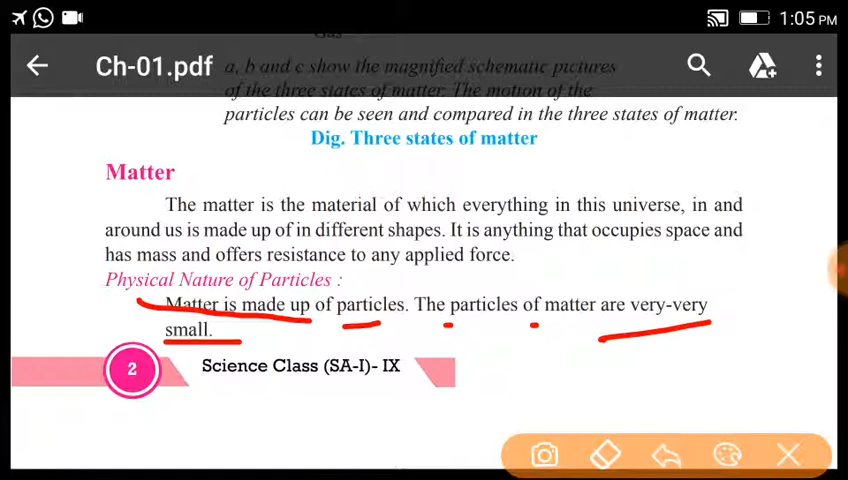 1:05 PM
Ch-01.pdf
Gas
a, b and c show the magnified schematic pictures
of the three states of matter. The motion of the
particles can be seen and compared in the three states of matter.
Dig. Three states of matter
Matter
The matter is the material of which everything in this universe, in and
around us is made up of in different shapes. It is anything that occupies space and
has mass and offers resistance to any applied force.
Physical Nature of Particles :
Matter is made up of particles. The particles of matter are very-very
small.
2 Science Class (SA-I)- IX